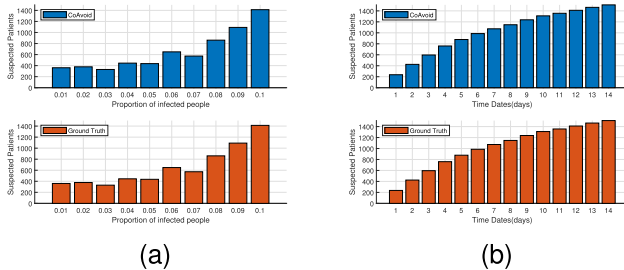 Suspected Patients
1400
1200
1000
800
600
400
200
0
CoAvoid
0.01 0.02 0.03 0.04 0.05 0.06 0.07 0.08 0.09 0.1
Proportion of infected people
Suspected Patients
1400
1200
1000
800
600
400
200
0
Ground Truth
0.01 0.02 0.03 0.04 0.05 0.06 0.07 0.08 0.09 0.1
Proportion of infected people
(a)
Suspected Patients
1400
1200
1000
800
600
400
200
0
CoAvoid
1 2 3 4 5 6 7 8 9 10 11 12 13 14
Time Dates(days)
Suspected Patients
1400
1200
1000
800
600
400
200
0
Ground Truth
1 2 3 4 5 6 7 8 9 10 11 12 13 14
Time Dates(days)
(b)